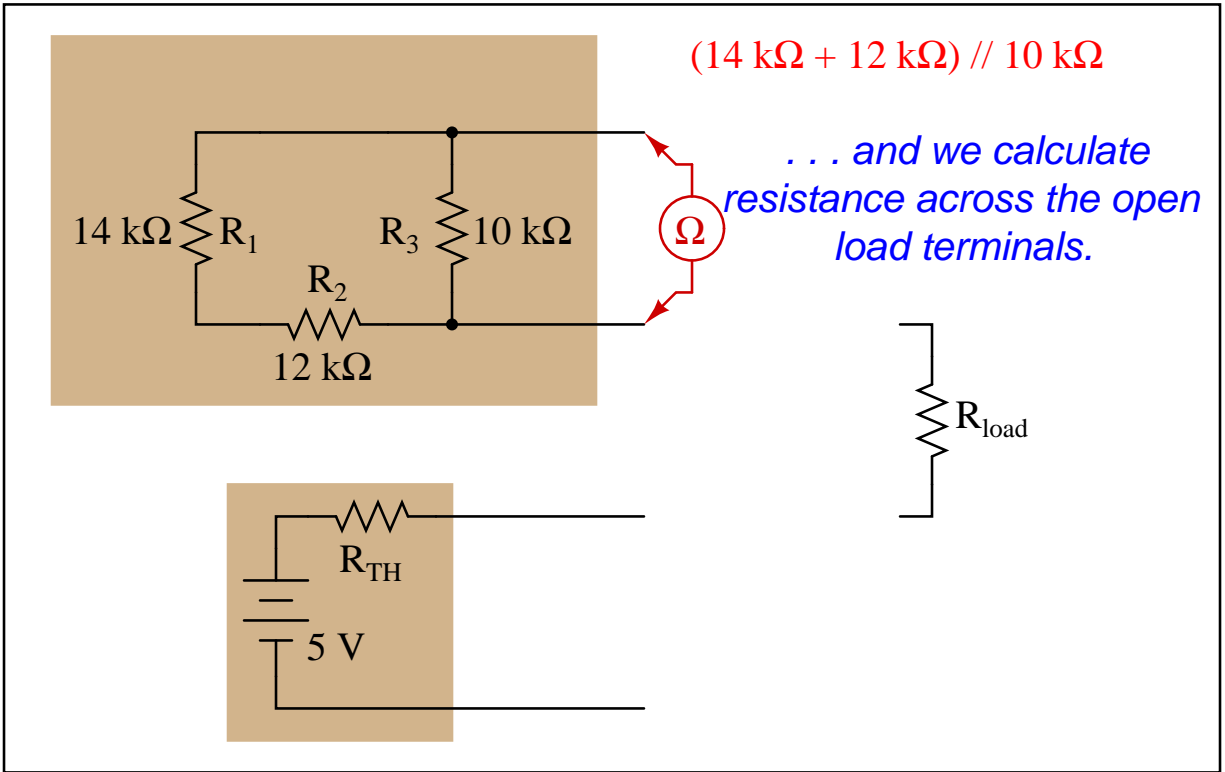 (14 kΩ + 12 kΩ) // 10 kΩ
. . . and we calculate
resistance across the open
load terminals.
14 kΩ R1 R3 10 kΩ
Ω
R2
12 kΩ
Rload
RTH
5 V